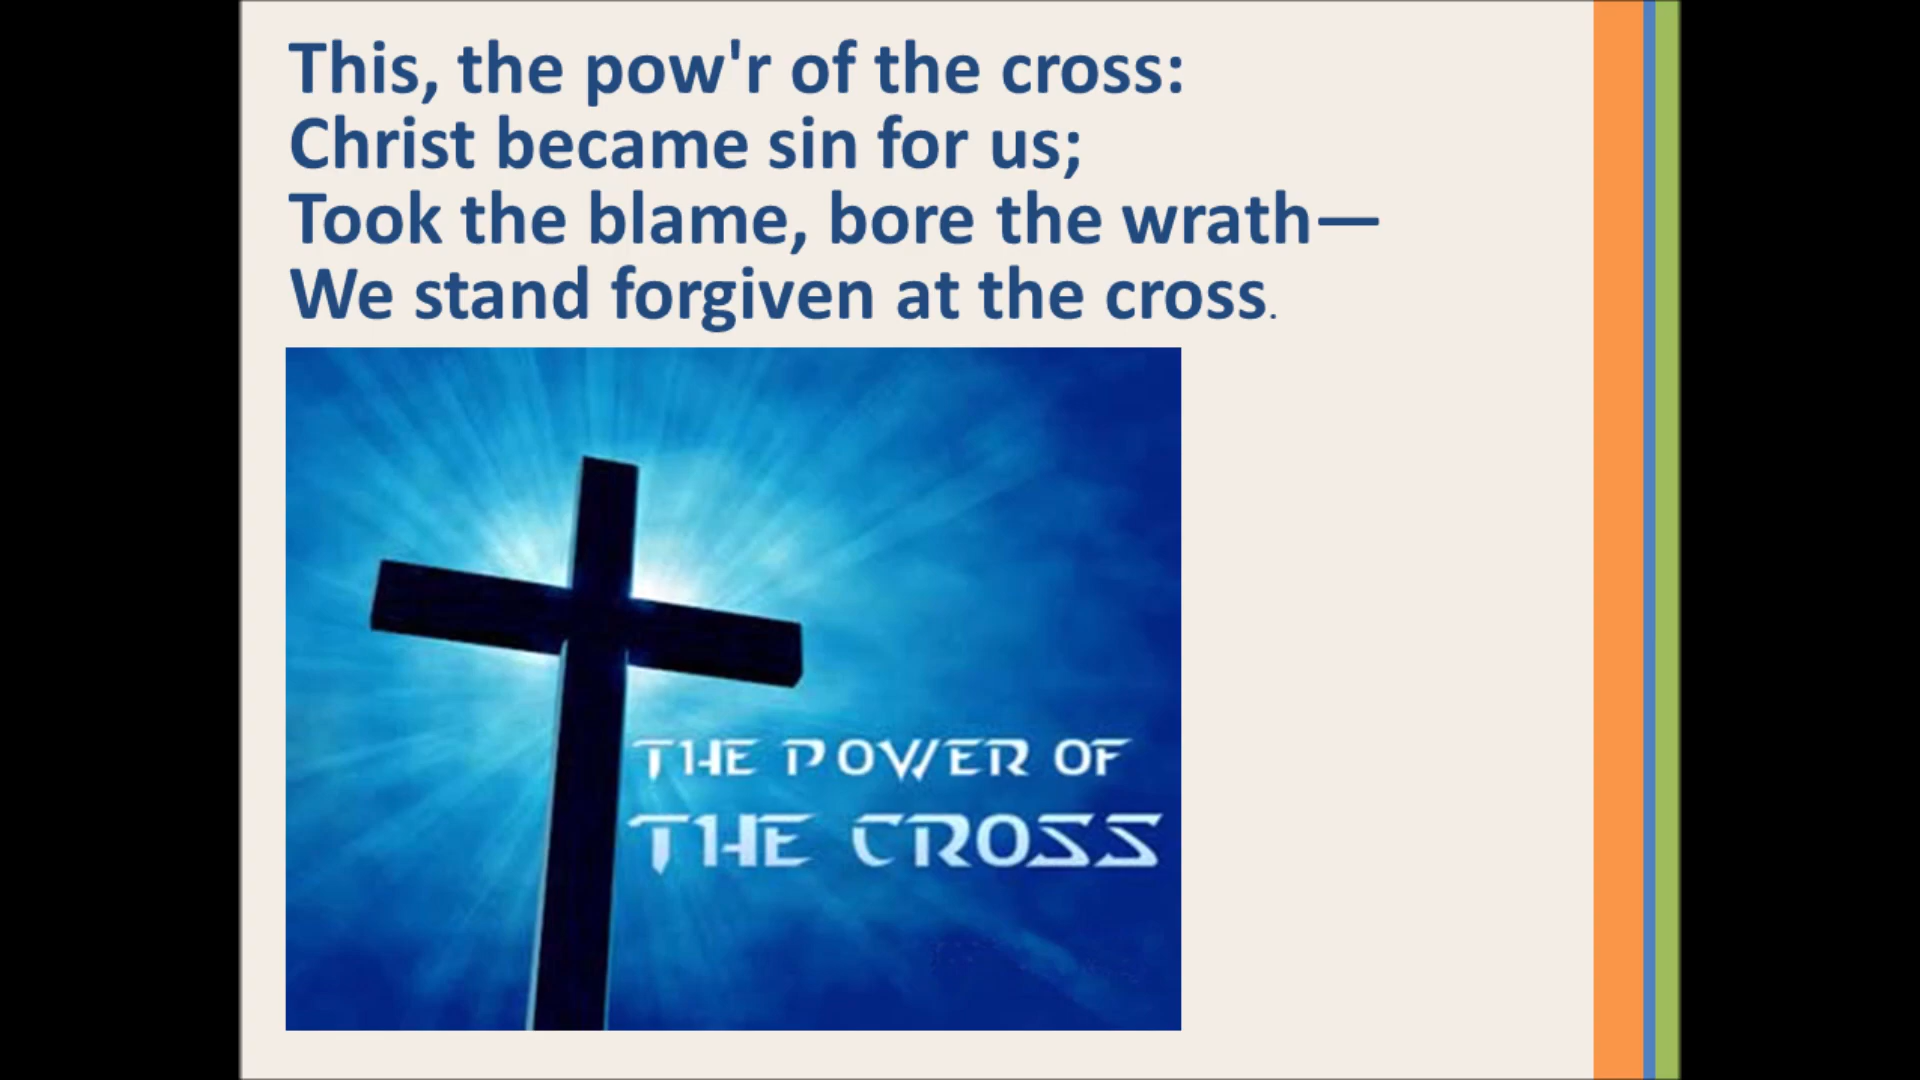 This, the pow'r of the cross:
Christ became sin for us;
Took the blame, bore the wrath—
We stand forgiven at the cross.
THE POWER OF
THE CROSS